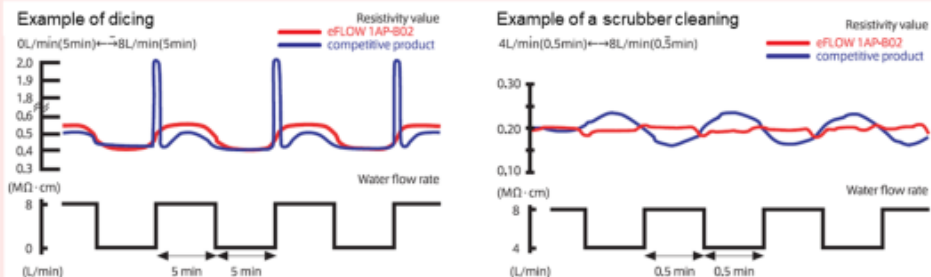 Example of dicing
Resistivity value
0L/min(5min)←→8L/min(5min)
eFLOW 1AP-B02
competitive product
2.0
1.9
1.8
0.6
0.5
0.4
0.3
(MΩ·cm)
Water flow rate
8
0
(L/min)
5 min
5 min
Example of a scrubber cleaning
Resistivity value
4L/min(0.5min)←→8L/min(0.5min)
eFLOW 1AP-B02
competitive product
0.30
0.20
0.10
(MΩ·cm)
Water flow rate
8
4
(L/min)
0.5 min
0.5 min